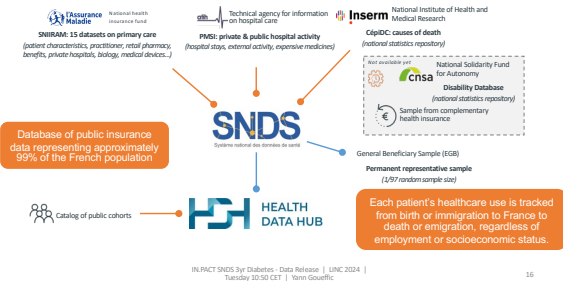 l'Assurance
Maladie
National health
insurance fund
SNIIRAM: 15 datasets on primary care
(patient characteristics, practitioner, retail pharmacy,
benefits, private hospitals, biology, medical devices...)
atih
Technical agency for information
on hospital care
PMSI: private & public hospital activity
(hospital stays, external activity, expensive medicines)
Inserm
National Institute of Health and
Medical Research
CépiDC: causes of death
(national statistics repository)
Not available yet
cnsa
National Solidarity Fund
for Autonomy
Disability Database
(national statistics repository)
Sample from complementary
health insurance
€
SNDS
Système national des données de santé
Database of public insurance
data representing approximately
99% of the French population
General Beneficiary Sample (EGB)
Permanent representative sample
(1/97 random sample size)
Catalog of public cohorts
HDH
HEALTH
DATA HUB
Each patient's healthcare use is tracked
from birth or immigration to France to
death or emigration, regardless of
employment or socioeconomic status.
IN.PACT SNDS 3yr Diabetes - Data Release | LINC 2024 |
Tuesday 10:50 CET | Yann Goueffic
16